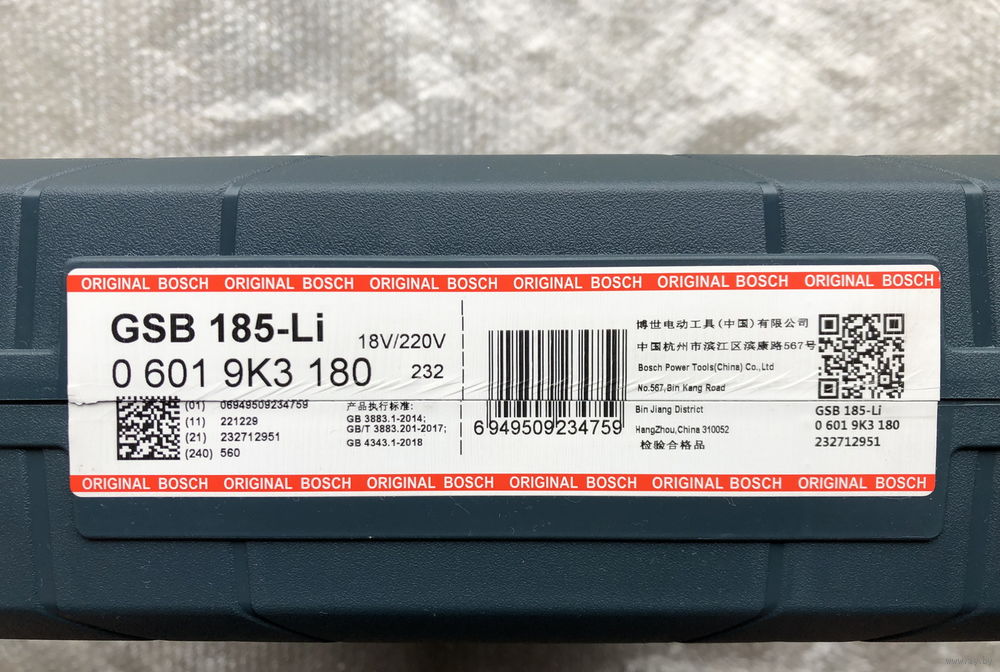 ORIGINAL BOSCH ORIGINAL BOSCH ORIGINAL BOSCH ORIGINAL BOSCH ORIGINAL BOSCH ORIGINAL BOSCH
GSB 185-Li 18V/220V
0 601 9K3 180 232
(01) 06949509234759
(11) 221229
(21) 232712951
(240) 560
产品执行标准:
GB 3883.1-2014;
GB/T 3883.201-2017;
GB 4343.1-2018
6 949509 234759
博世电动工具(中国)有限公司
中国杭州市滨江区滨康路567号
Bosch Power Tools(China) Co.,Ltd
No.567,Bin Kang Road
Bin Jiang District
HangZhou,China 310052
检验合格品
GSB 185-Li
0 601 9K3 180
232712951
ORIGINAL BOSCH ORIGINAL BOSCH ORIGINAL BOSCH ORIGINAL BOSCH ORIGINAL BOSCH ORIGINAL BOSCH
www.ay.by